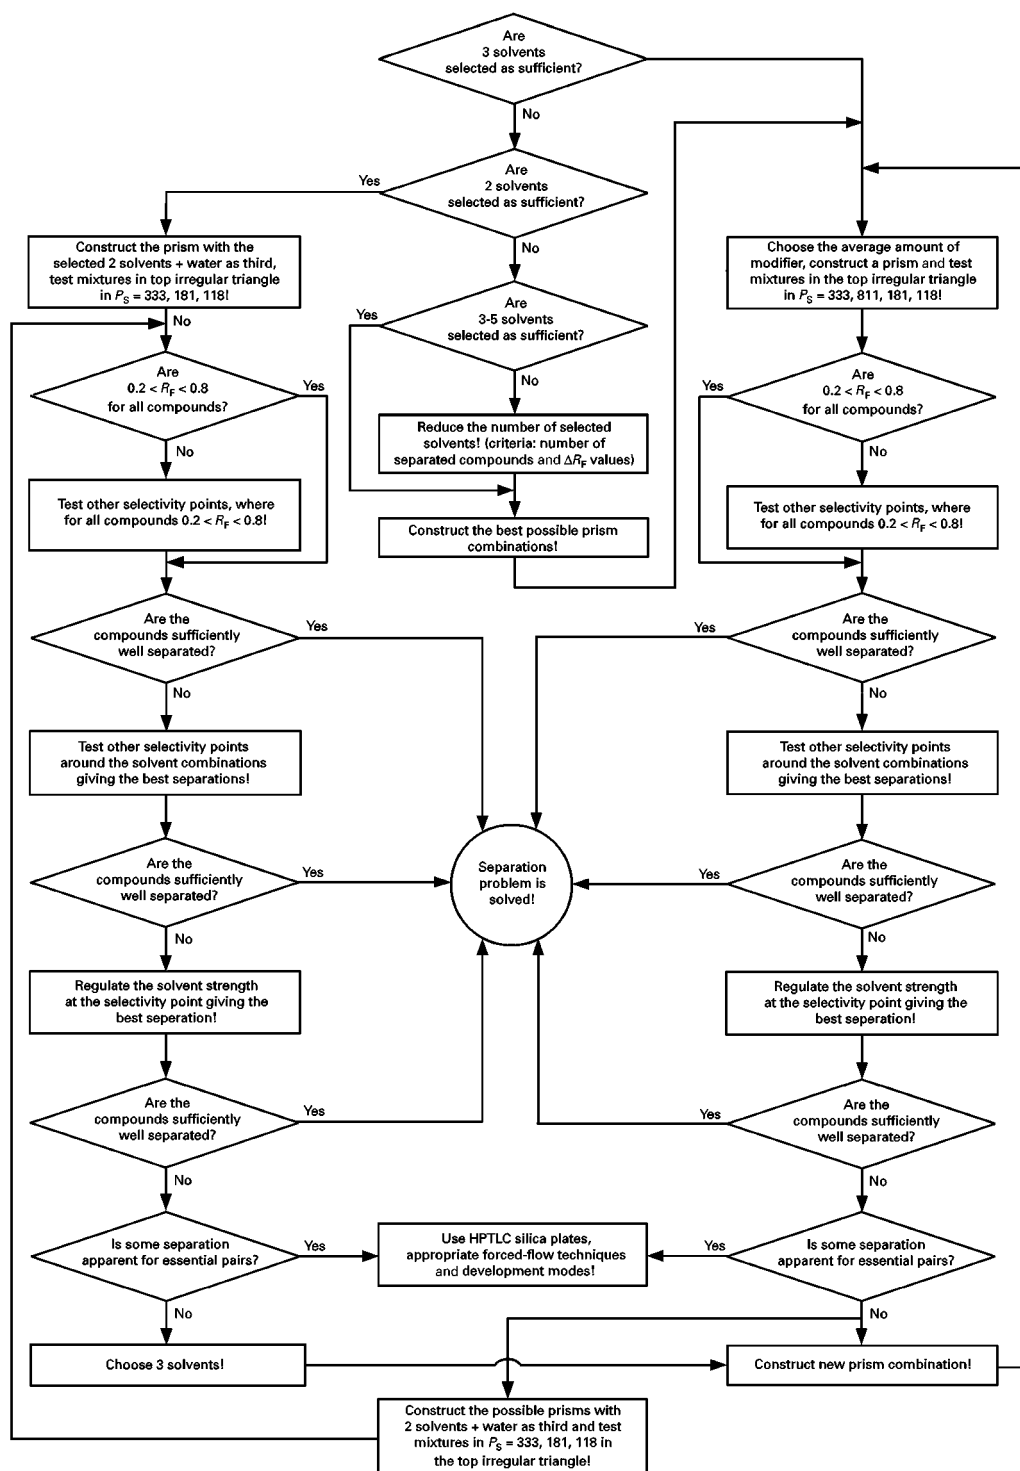 Are
3 solvents
selected as sufficient?
No
Are
2 solvents
selected as sufficient?
Yes
No
Construct the prism with the
selected 2 solvents + water as third,
test mixtures in top irregular triangle
in PS = 333, 181, 118!
No
Are
3-5 solvents
selected as sufficient?
Yes
No
Choose the average amount of
modifier, construct a prism and test
mixtures in the top irregular triangle
in PS = 333, 811, 181, 118!
Are
0.2 < RF < 0.8
for all compounds?
Yes
No
Reduce the number of selected
solvents! (criteria: number of
separated compounds and ΔRF values)
Are
0.2 < RF < 0.8
for all compounds?
Yes
No
Test other selectivity points, where
for all compounds 0.2 < RF < 0.8!
Construct the best possible prism
combinations!
Test other selectivity points, where
for all compounds 0.2 < RF < 0.8!
Are the
compounds sufficiently
well separated?
Yes
No
Are the
compounds sufficiently
well separated?
Yes
No
Test other selectivity points
around the solvent combinations
giving the best separations!
Test other selectivity points
around the solvent combinations
giving the best separations!
Are the
compounds sufficiently
well separated?
Yes
No
Separation
problem is
solved!
Are the
compounds sufficiently
well separated?
Yes
No
Regulate the solvent strength
at the selectivity point giving the
best seperation!
Regulate the solvent strength
at the selectivity point giving the
best seperation!
Are the
compounds sufficiently
well separated?
Yes
No
Are the
compounds sufficiently
well separated?
Yes
No
Is some separation
apparent for essential pairs?
Yes
No
Use HPTLC silica plates,
appropriate forced-flow techniques
and development modes!
Is some separation
apparent for essential pairs?
Yes
No
Choose 3 solvents!
Construct new prism combination!
Construct the possible prisms with
2 solvents + water as third and test
mixtures in PS = 333, 181, 118 in
the top irregular triangle!